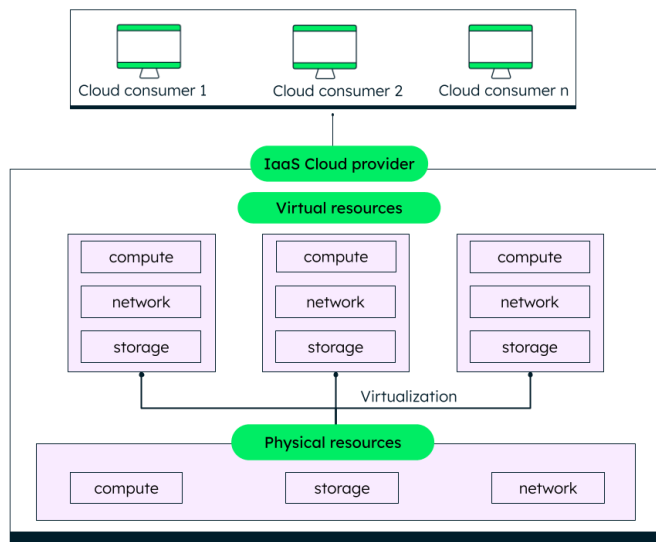 Cloud consumer 1
Cloud consumer 2
Cloud consumer n
IaaS Cloud provider
Virtual resources
compute
network
storage
compute
network
storage
compute
network
storage
Virtualization
Physical resources
compute
storage
network